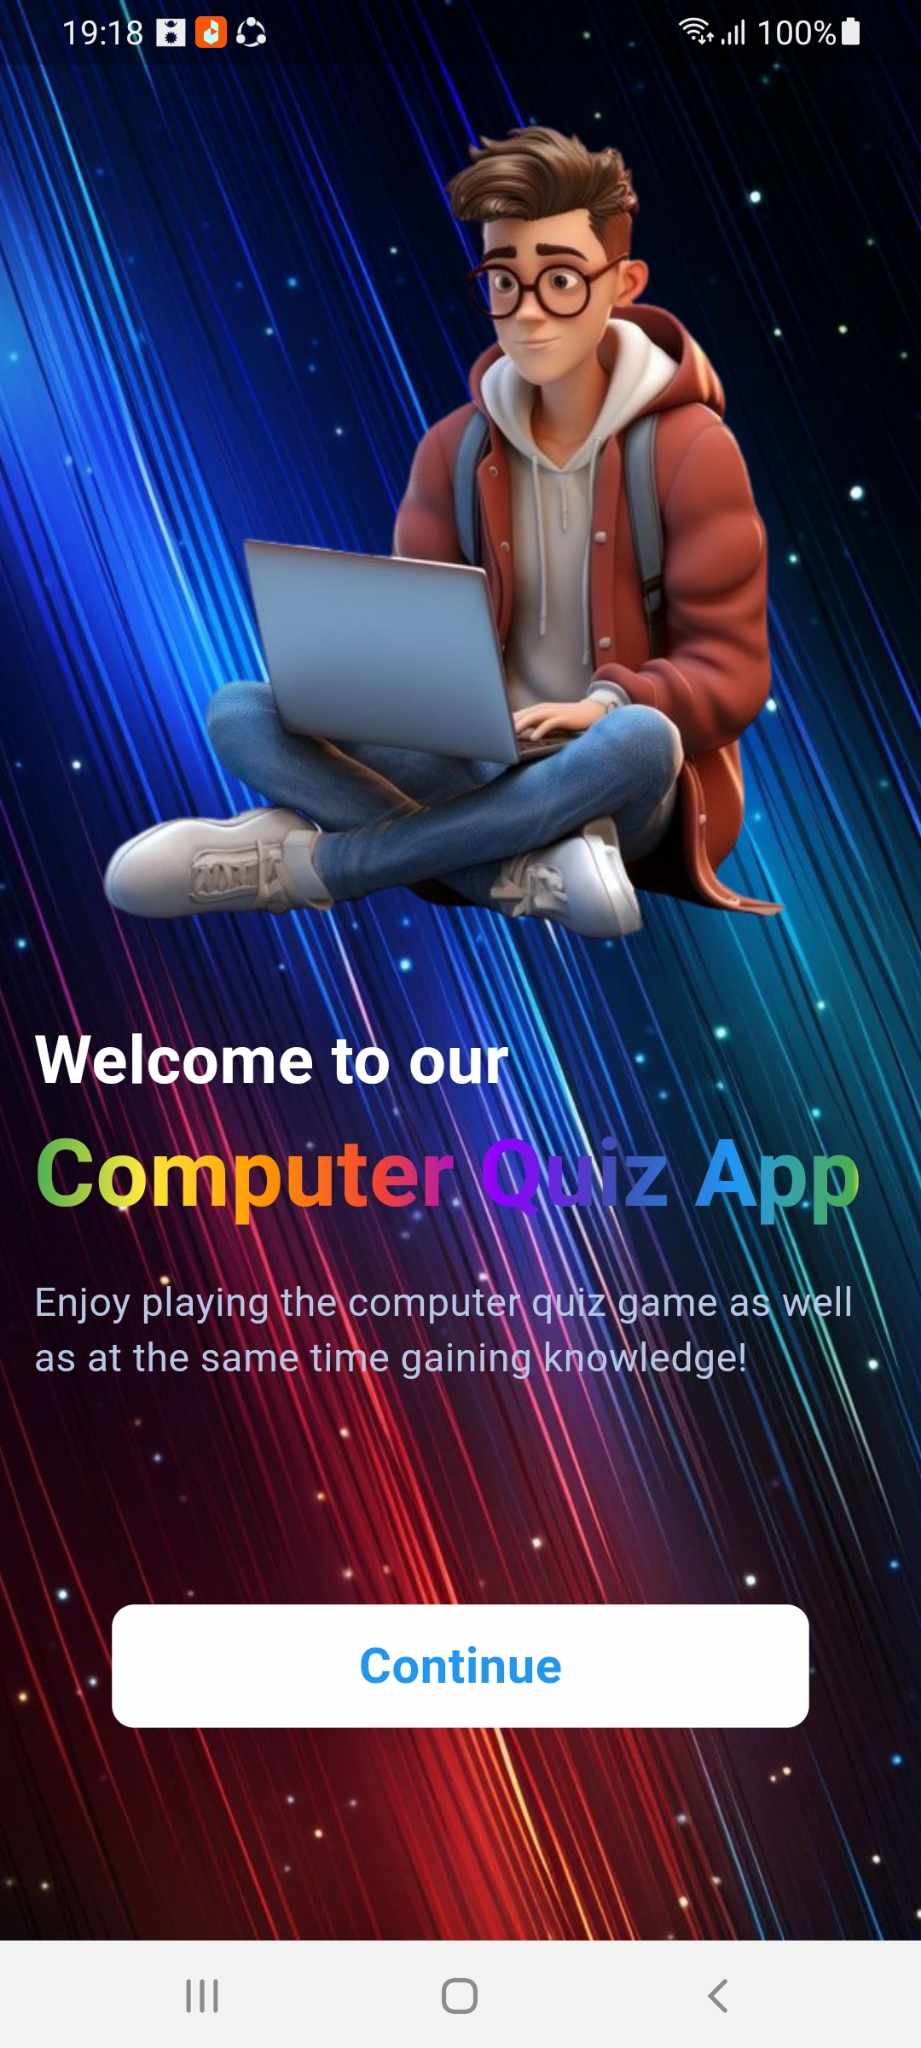 19:18 100%
Welcome to our
Computer Quiz App
Enjoy playing the computer quiz game as well
as at the same time gaining knowledge!
Continue